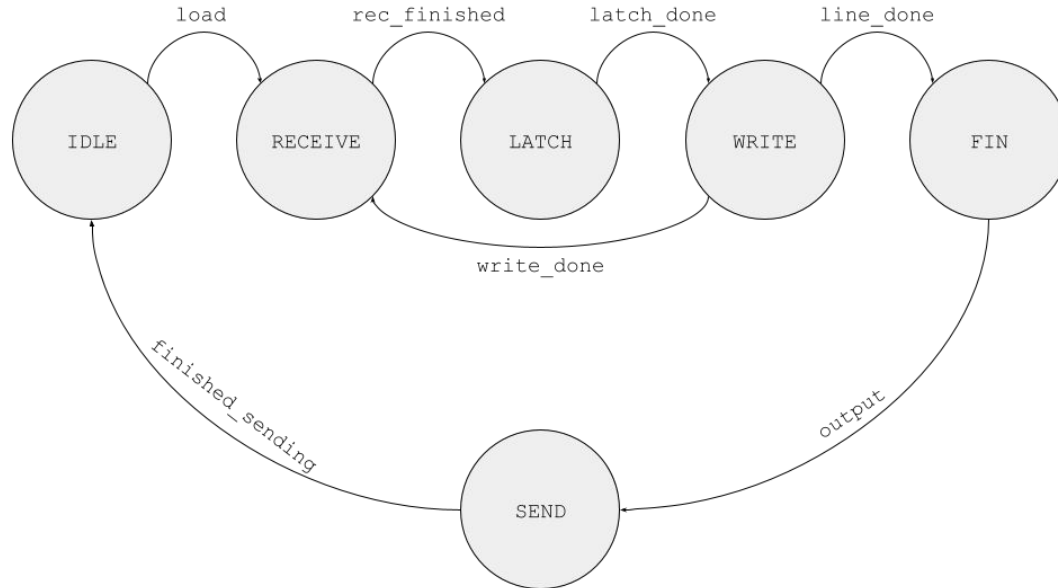 load
rec_finished
latch_done
line_done
IDLE
RECEIVE
LATCH
WRITE
FIN
write_done
finished_sending
output
SEND